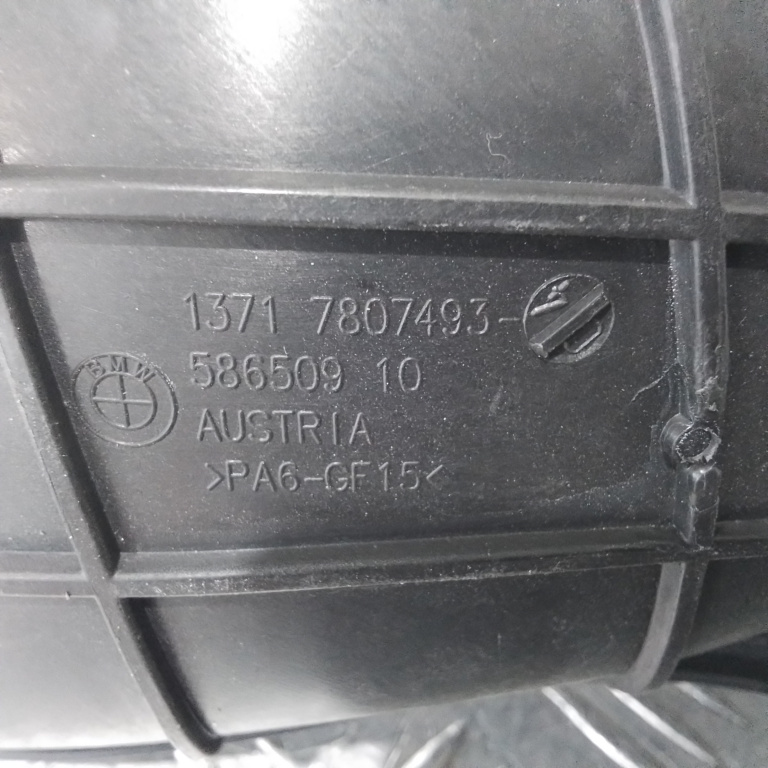 1371 7807493-
586509 10
BMW
AUSTRIA
>PA6-GF15<